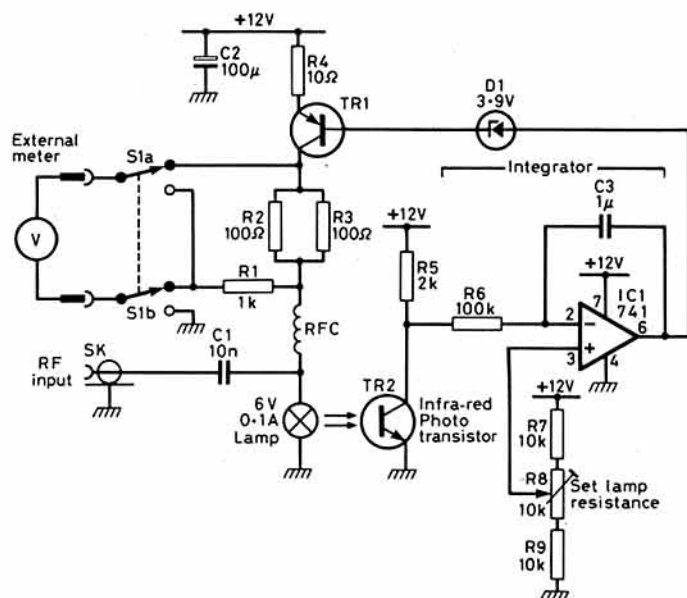 +12V
C2
100µ
R4
10Ω
TR1
D1
3·9V
External
meter
S1a
V
Integrator
C3
1µ
R2
100Ω
R3
100Ω
+12V
R5
2k
R6
100k
+12V
IC1
741
7
2
-
6
+
3
4
R1
1k
S1b
RFC
C1
10n
SK
RF
input
TR2
6V
0·1A
Lamp
Infra-red
Photo
transistor
+12V
R7
10k
R8
10k
Set lamp
resistance
R9
10k